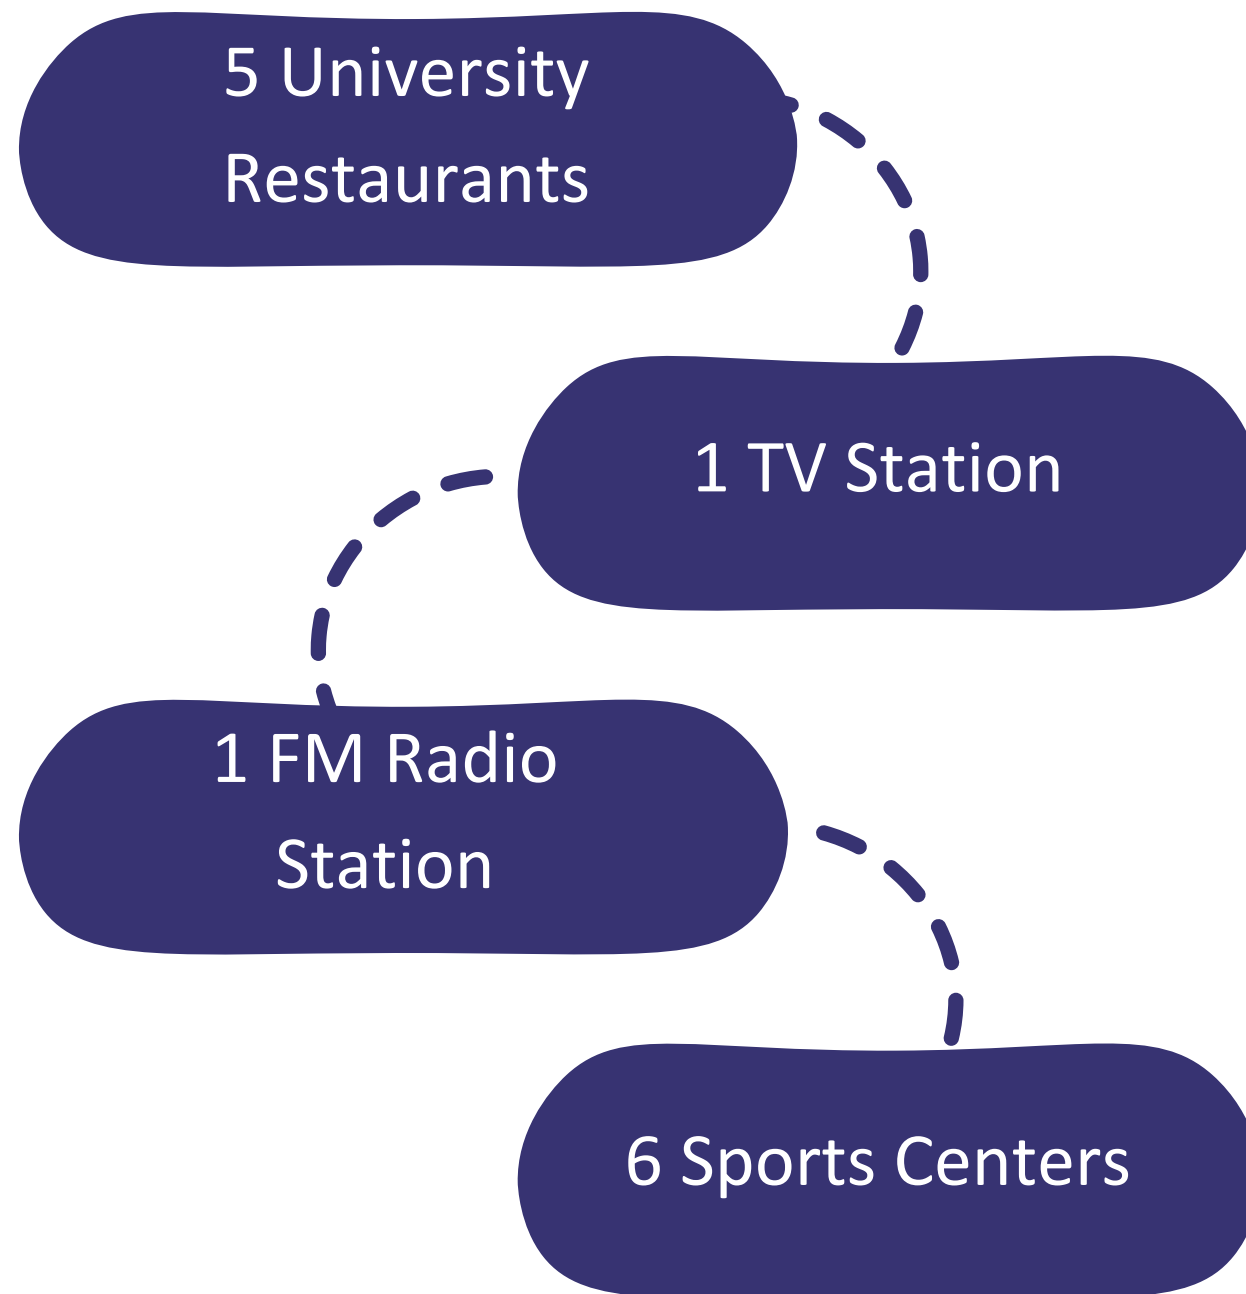 5 University
Restaurants
1 TV Station
1 FM Radio
Station
6 Sports Centers